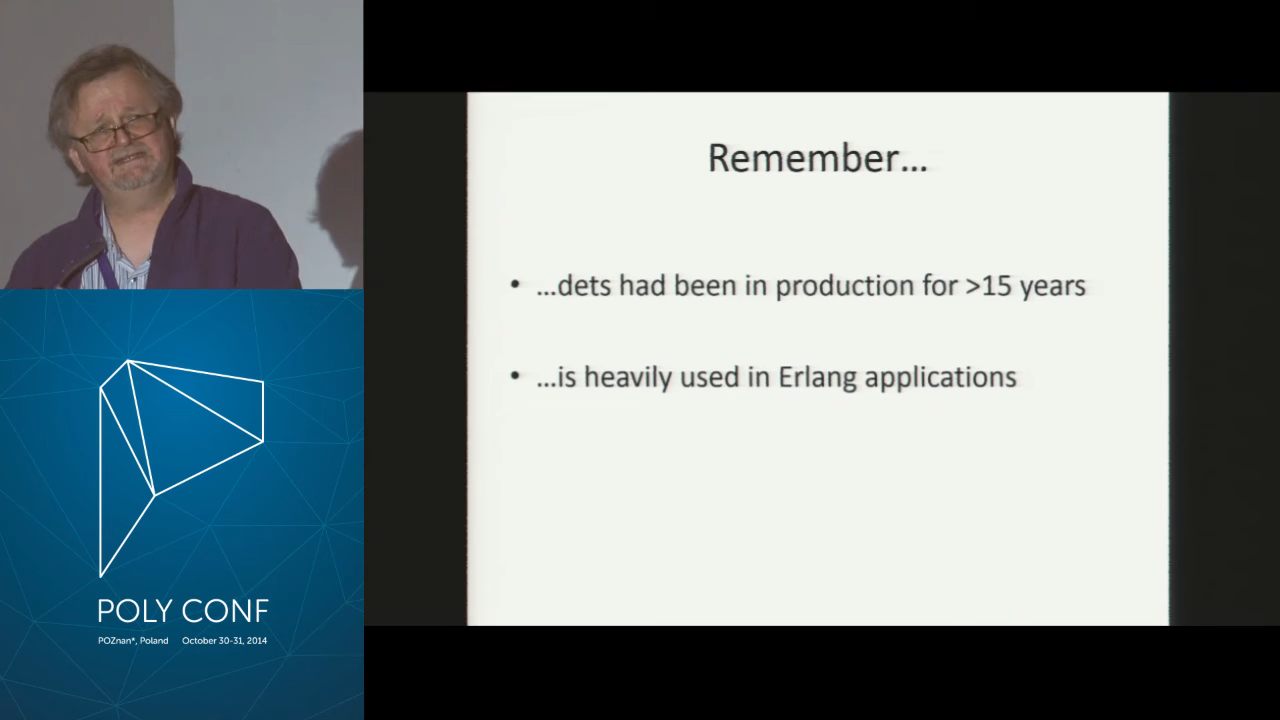 Remember...
• ...dets had been in production for >15 years
• ...is heavily used in Erlang applications
POLY CONF
POZnan*, Poland October 30-31, 2014